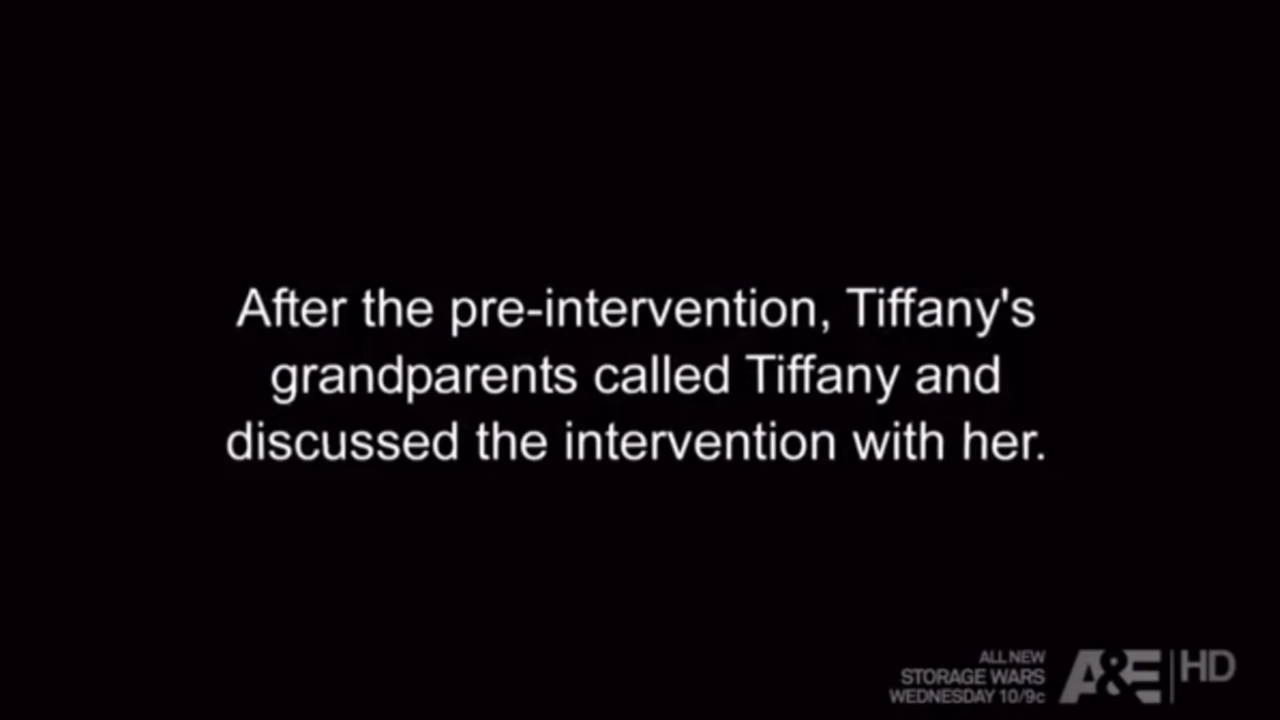 After the pre-intervention, Tiffany's
grandparents called Tiffany and
discussed the intervention with her.
ALL NEW
STORAGE WARS
WEDNESDAY 10/9c
A&E HD